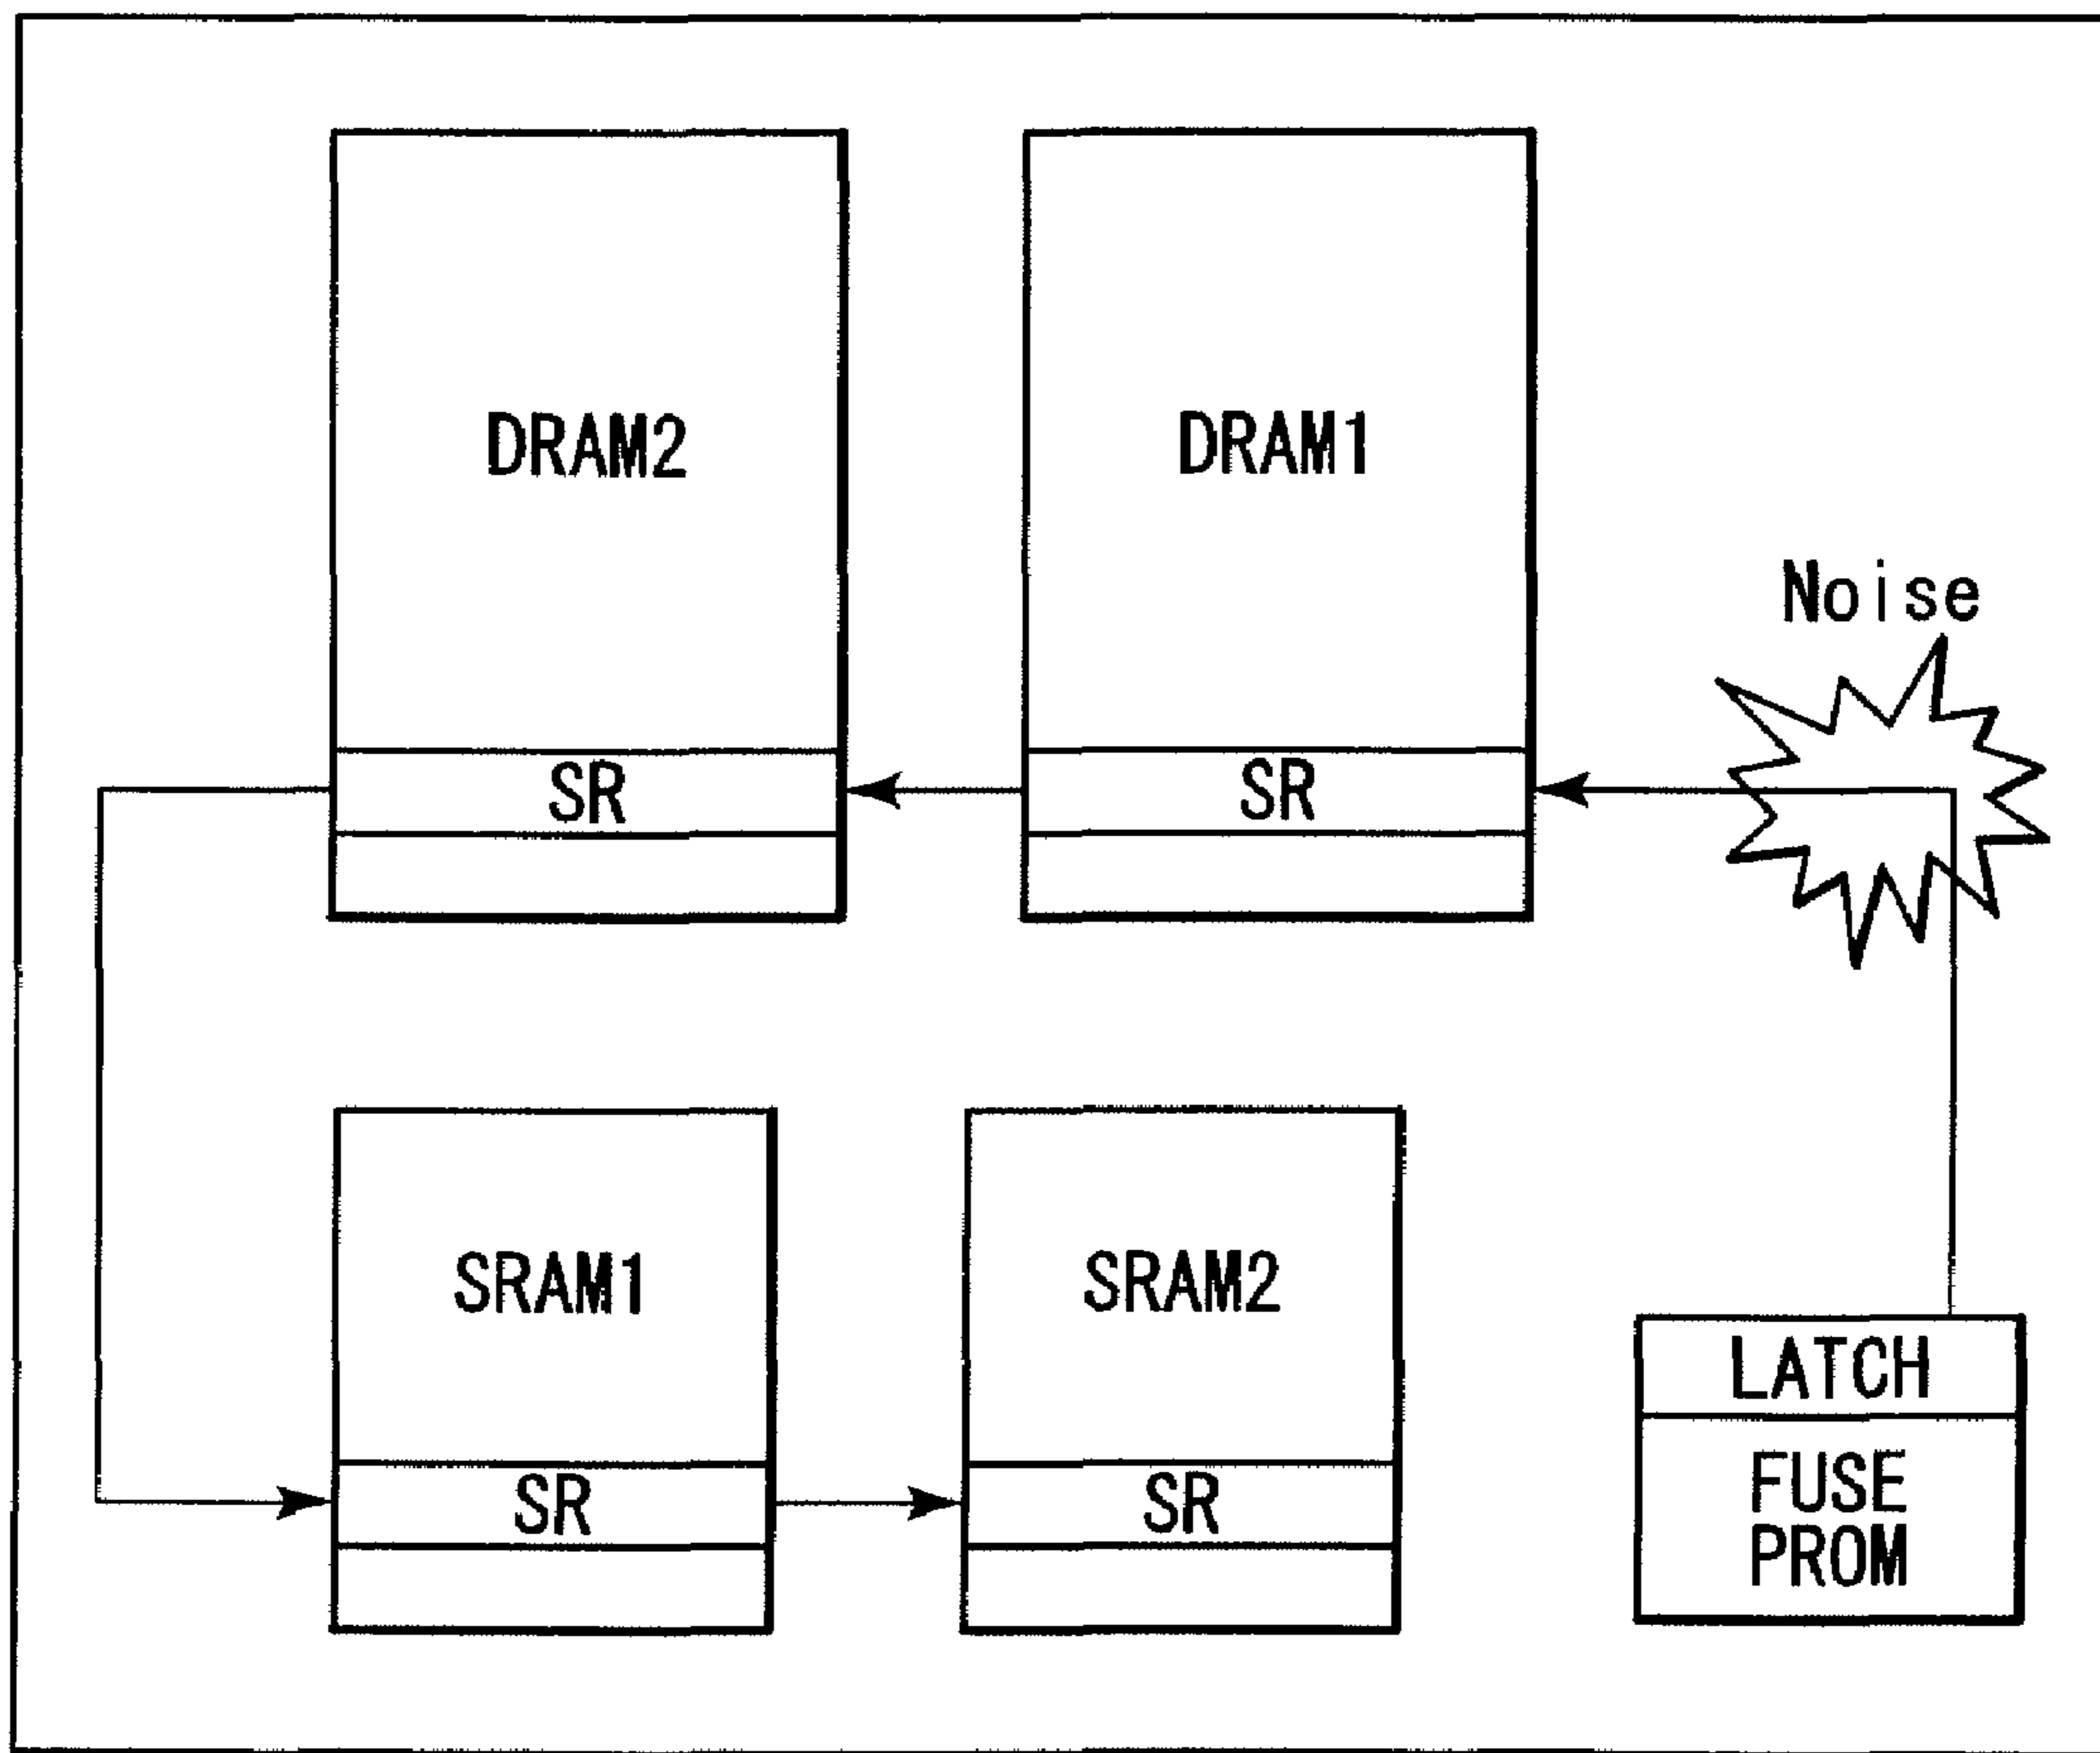 DRAM2
DRAM1
Noise
SR
SR
SRAM1
SRAM2
LATCH
FUSE
PROM
SR
SR